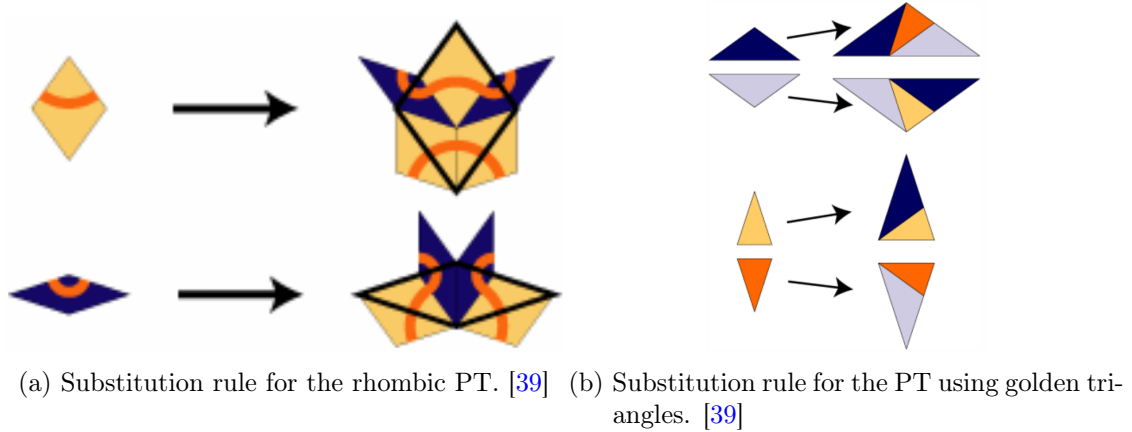 (a) Substitution rule for the rhombic PT. [39]
(b) Substitution rule for the PT using golden tri-
angles. [39]